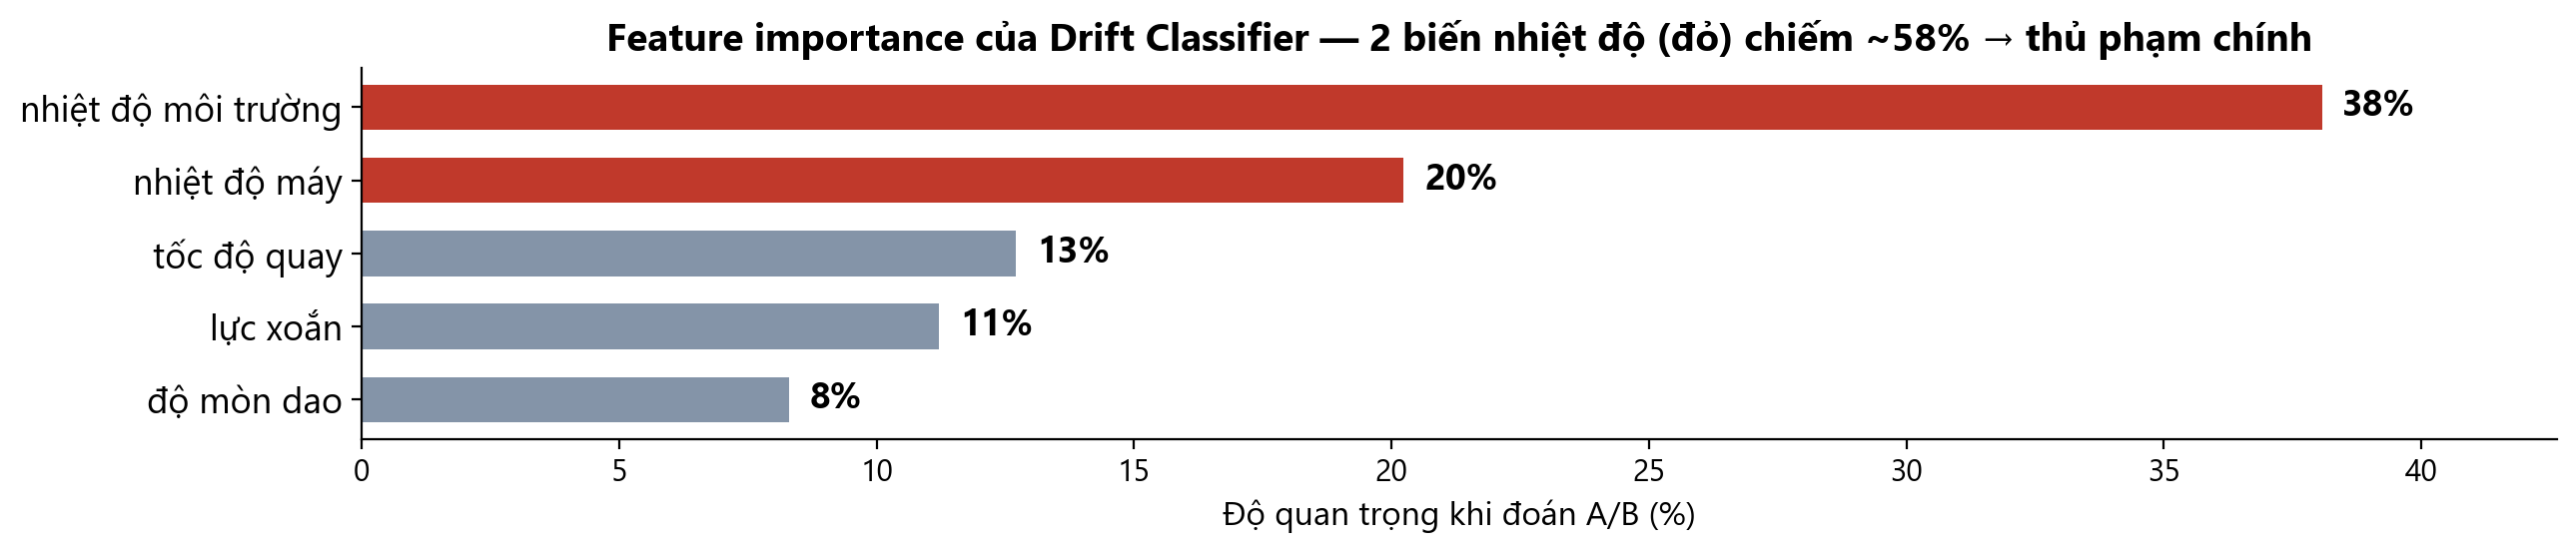 Feature importance của Drift Classifier — 2 biến nhiệt độ (đỏ) chiếm ~58% → thủ phạm chính
nhiệt độ môi trường 38%
nhiệt độ máy 20%
tốc độ quay 13%
lực xoắn 11%
độ mòn dao 8%
0 5 10 15 20 25 30 35 40
Độ quan trọng khi đoán A/B (%)